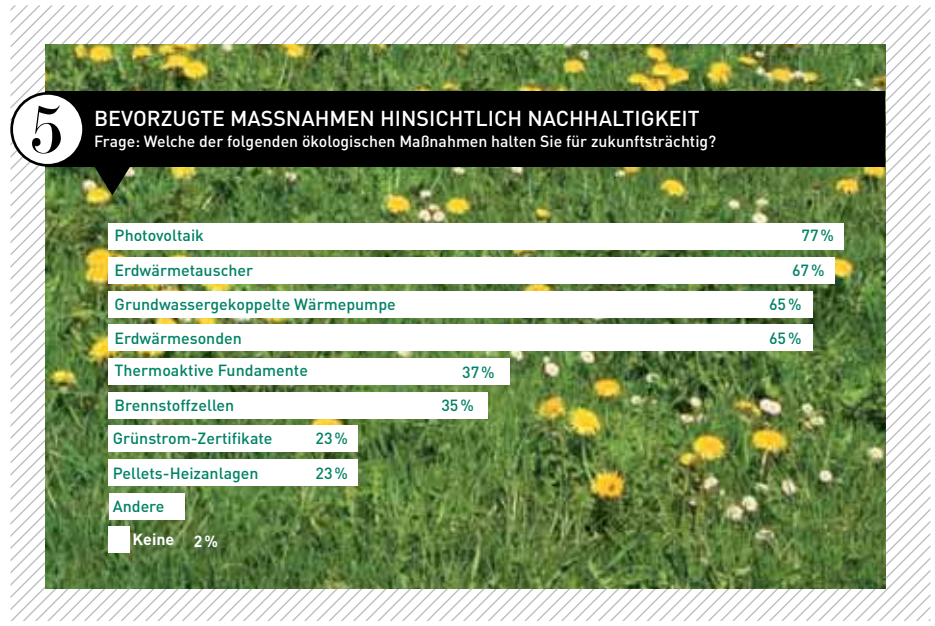 5
BEVORZUGTE MASSNAHMEN HINSICHTLICH NACHHALTIGKEIT
Frage: Welche der folgenden ökologischen Maßnahmen halten Sie für zukunftsträchtig?
Photovoltaik 77 %
Erdwärmetauscher 67 %
Grundwassergekoppelte Wärmepumpe 65 %
Erdwärmesonden 65 %
Thermoaktive Fundamente 37 %
Brennstoffzellen 35 %
Grünstrom-Zertifikate 23 %
Pellets-Heizanlagen 23 %
Andere
Keine 2 %